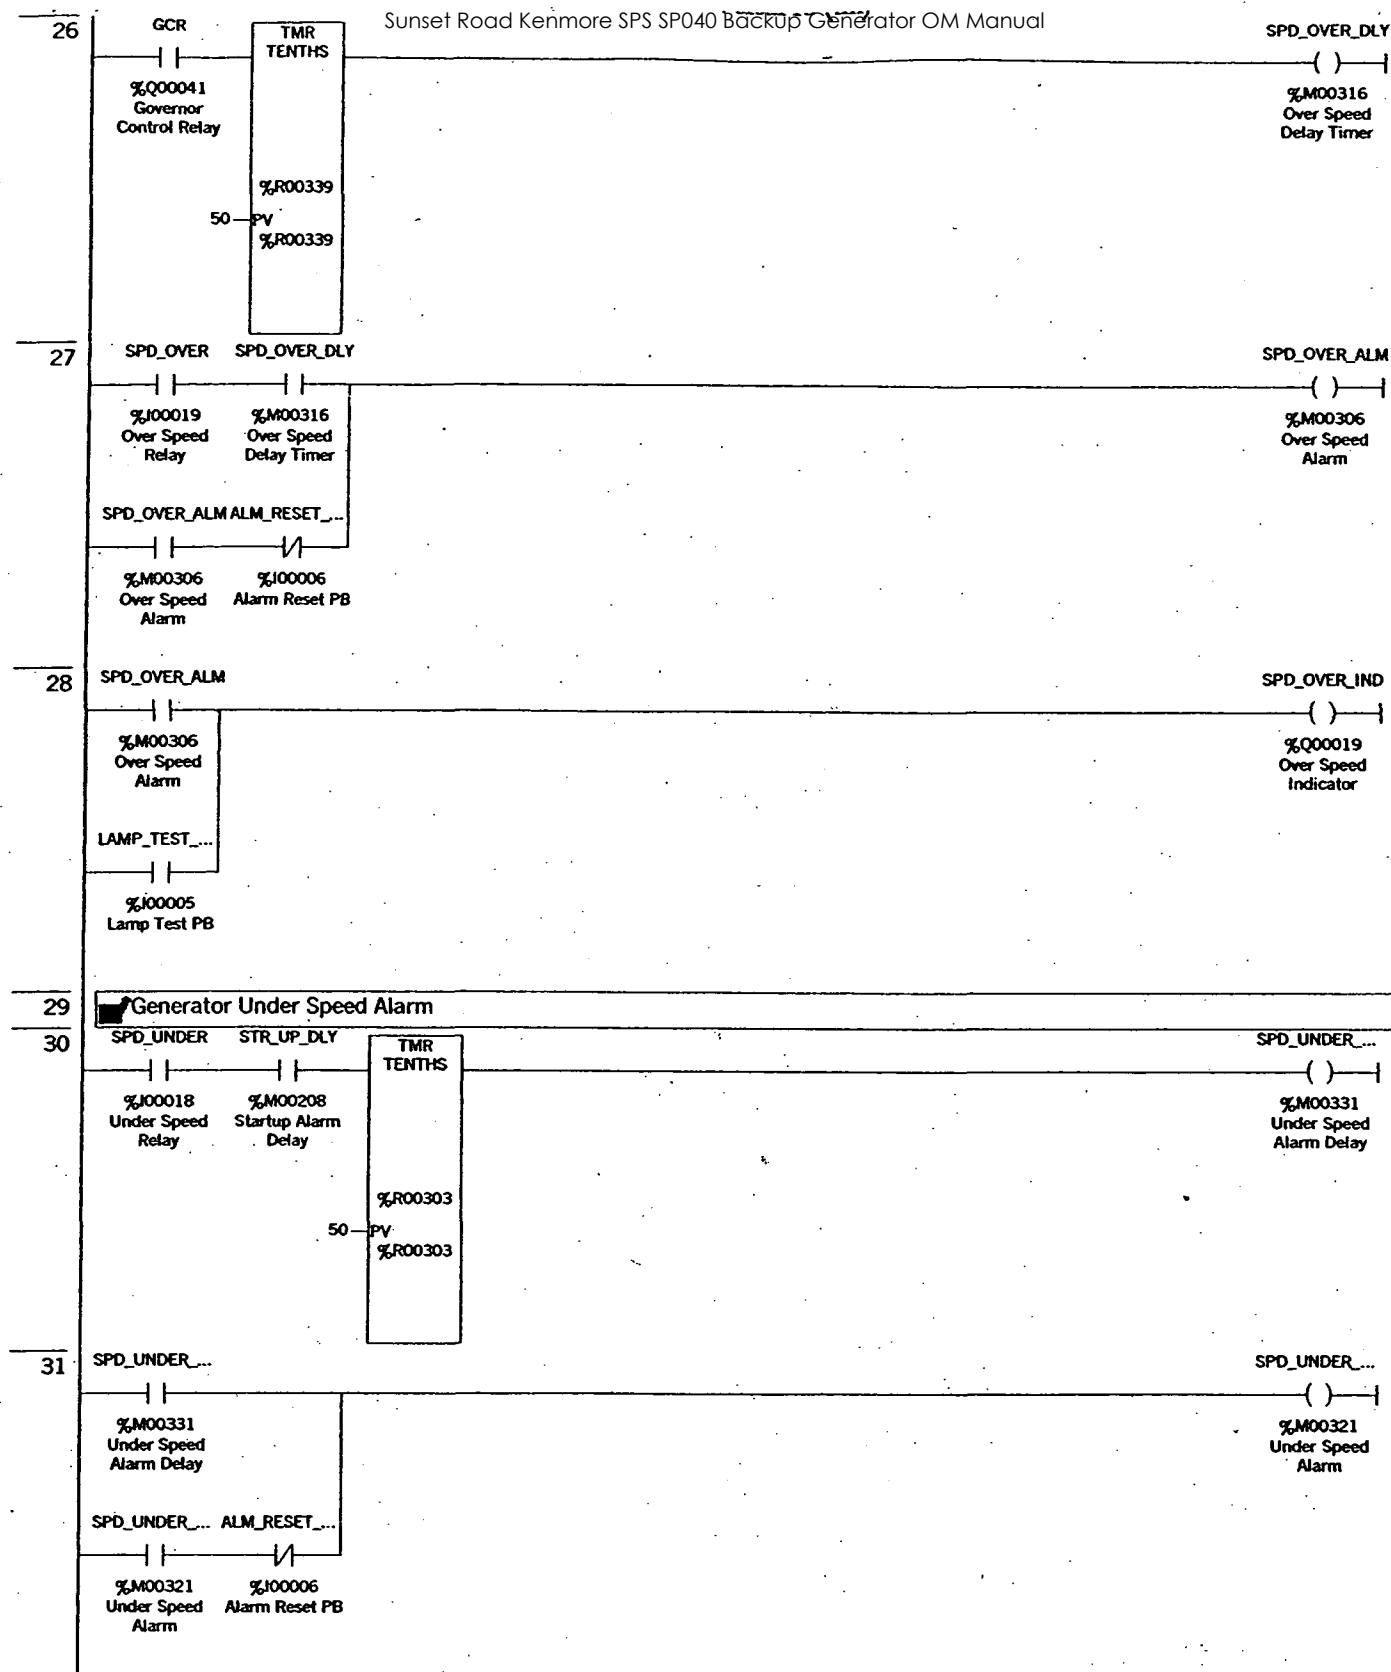 Sunset Road Kenmore SPS SP040 Backup Generator OM Manual
26
GCR
TMR
TENTHS
SPD_OVER_DLY
%Q00041
Governor
Control Relay
%M00316
Over Speed
Delay Timer
%R00339
50
PV
%R00339
27
SPD_OVER
SPD_OVER_DLY
SPD_OVER_ALM
%I00019
Over Speed
Relay
%M00316
Over Speed
Delay Timer
%M00306
Over Speed
Alarm
SPD_OVER_ALM
ALM_RESET_...
%M00306
Over Speed
Alarm
%I00006
Alarm Reset PB
28
SPD_OVER_ALM
SPD_OVER_IND
%M00306
Over Speed
Alarm
%Q00019
Over Speed
Indicator
LAMP_TEST_...
%I00005
Lamp Test PB
29
Generator Under Speed Alarm
30
SPD_UNDER
STR_UP_DLY
TMR
TENTHS
SPD_UNDER_...
%I00018
Under Speed
Relay
%M00208
Startup Alarm
Delay
%M00331
Under Speed
Alarm Delay
%R00303
50
PV
%R00303
31
SPD_UNDER_...
SPD_UNDER_...
%M00331
Under Speed
Alarm Delay
%M00321
Under Speed
Alarm
SPD_UNDER_...
ALM_RESET_...
%M00321
Under Speed
Alarm
%I00006
Alarm Reset PB